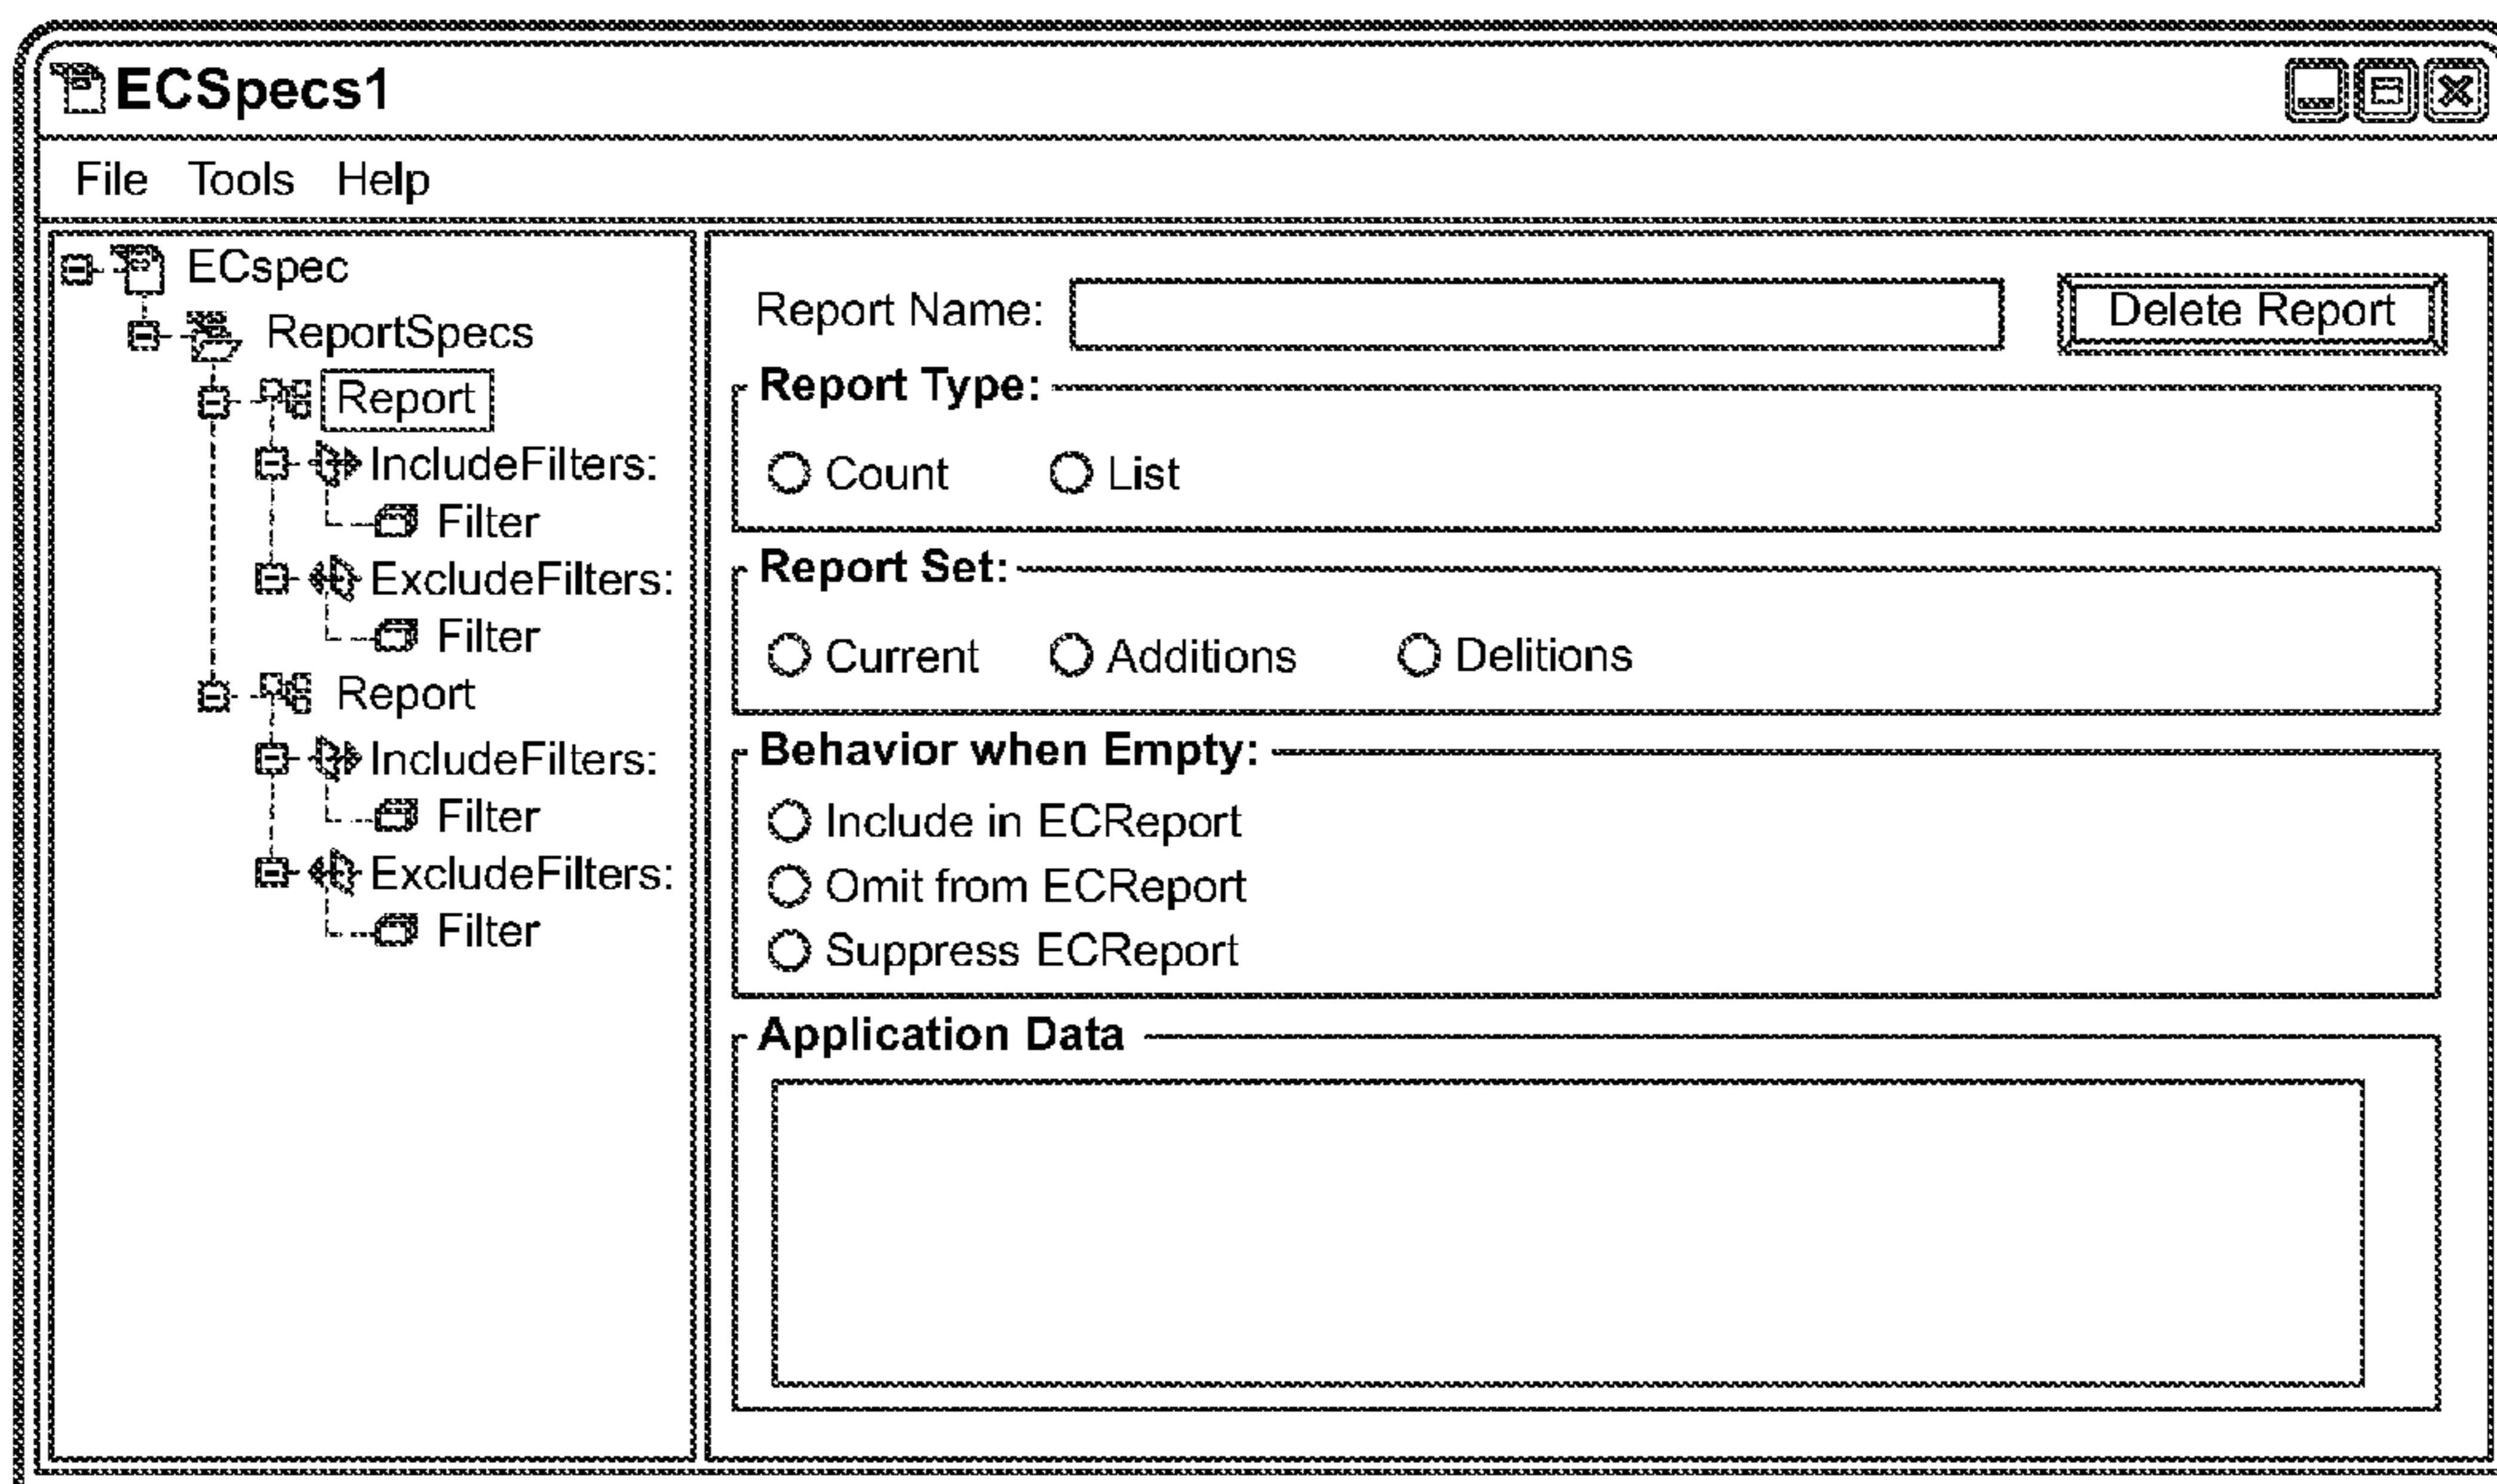 ECSpecs1
File Tools Help
ECspec
ReportSpecs
Report
IncludeFilters:
Filter
ExcludeFilters:
Filter
Report
IncludeFilters:
Filter
ExcludeFilters:
Filter
Report Name:
Delete Report
Report Type:
Count List
Report Set:
Current Additions Delitions
Behavior when Empty:
Include in ECReport
Omit from ECReport
Suppress ECReport
Application Data